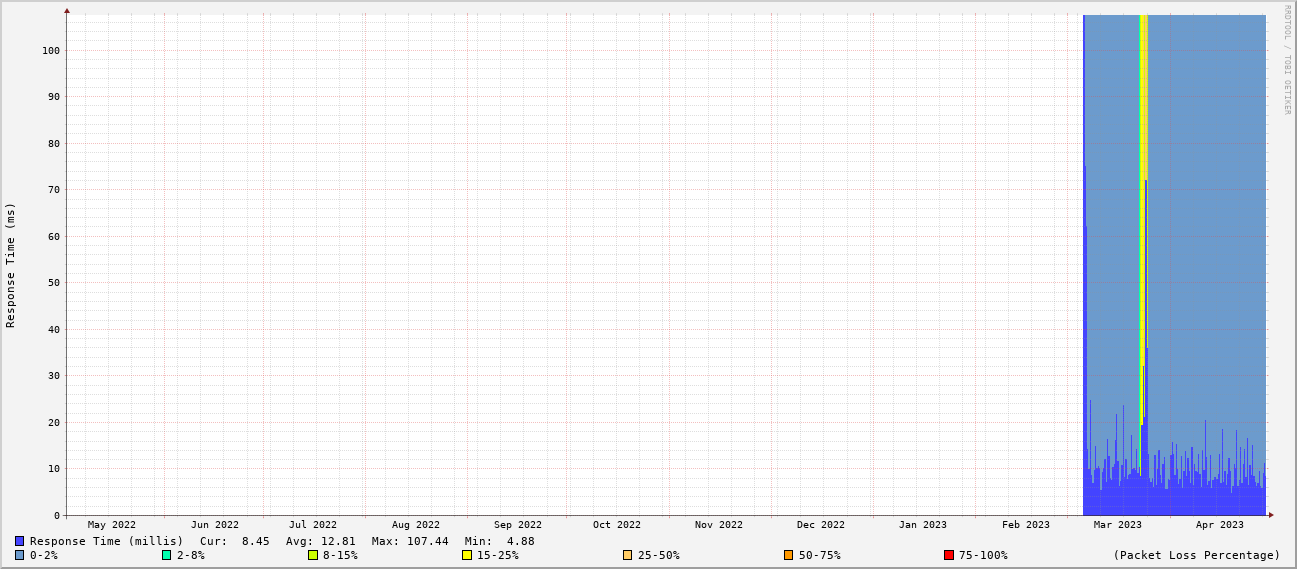 RRDTOOL / TOBI OETIKER
Response Time (ms)
100
90
80
70
60
50
40
30
20
10
0
May 2022 Jun 2022 Jul 2022 Aug 2022 Sep 2022 Oct 2022 Nov 2022 Dec 2022 Jan 2023 Feb 2023 Mar 2023 Apr 2023
Response Time (millis) Cur: 8.45 Avg: 12.81 Max: 107.44 Min: 4.88
0-2% 2-8% 8-15% 15-25% 25-50% 50-75% 75-100% (Packet Loss Percentage)